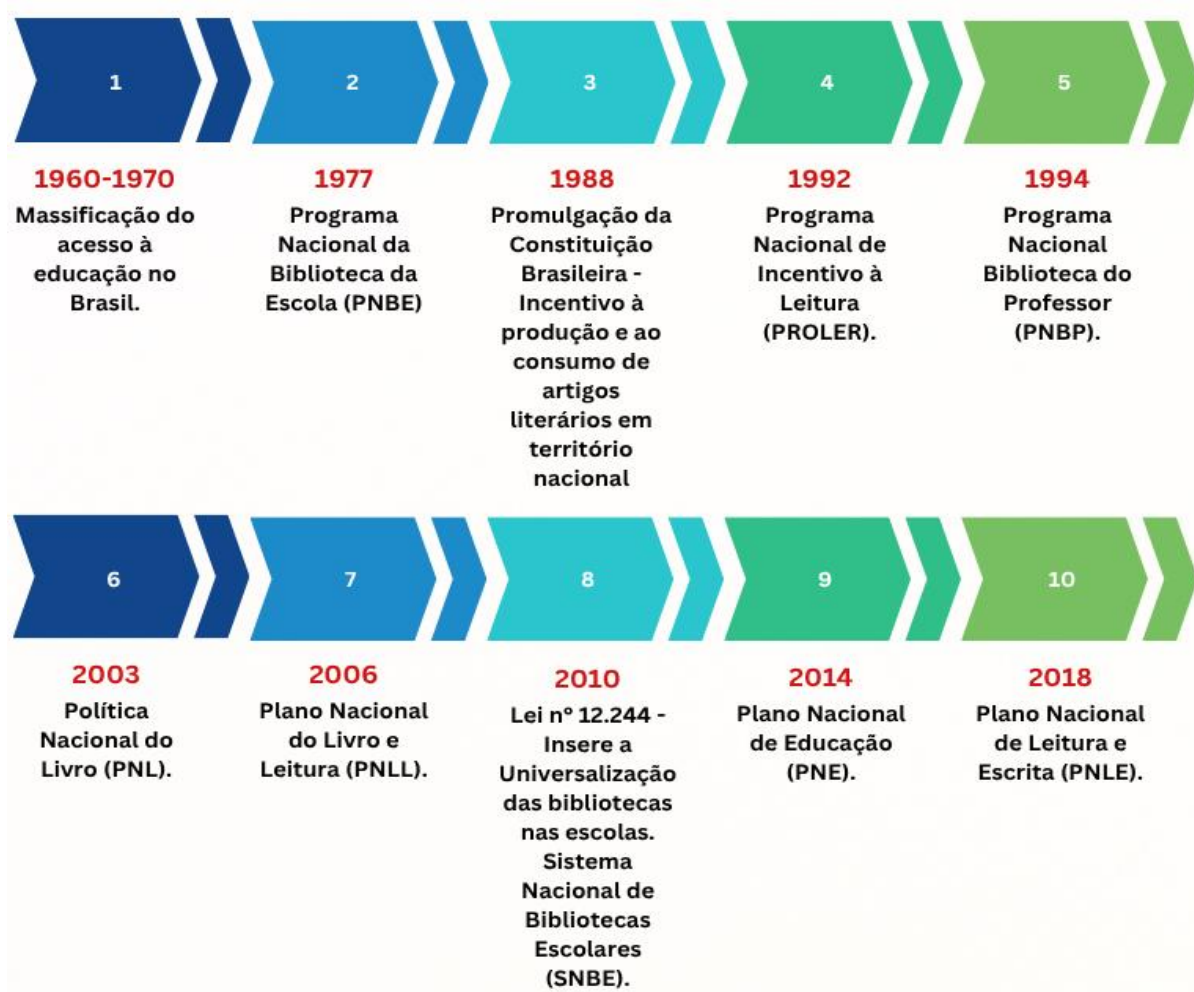 1
2
3
4
5
1960-1970
Massificação do
acesso à
educação no
Brasil.
1977
Programa
Nacional da
Biblioteca da
Escola (PNBE)
1988
Promulgação da
Constituição
Brasileira -
Incentivo à
produção e ao
consumo de
artigos
literários em
território
nacional
1992
Programa
Nacional de
Incentivo à
Leitura
(PROLER).
1994
Programa
Nacional
Biblioteca do
Professor
(PNBP).
6
7
8
9
10
2003
Política
Nacional do
Livro (PNL).
2006
Plano Nacional
do Livro e
Leitura (PNLL).
2010
Lei nº 12.244 -
Insere a
Universalização
das bibliotecas
nas escolas.
Sistema
Nacional de
Bibliotecas
Escolares
(SNBE).
2014
Plano Nacional
de Educação
(PNE).
2018
Plano Nacional
de Leitura e
Escrita (PNLE).